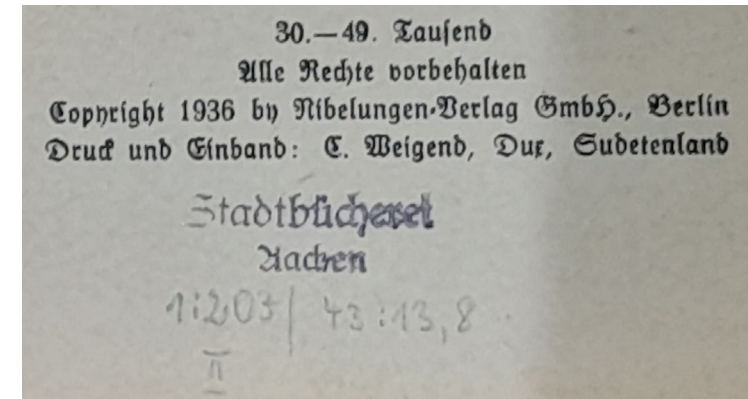 30.—49. Tausend
Alle Rechte vorbehalten
Copyright 1936 by Nibelungen-Verlag GmbH., Berlin
Druck und Einband: C. Weigend, Dux, Sudetenland
Stadtbücherei
Aachen
1:203 | 43:13,8
II